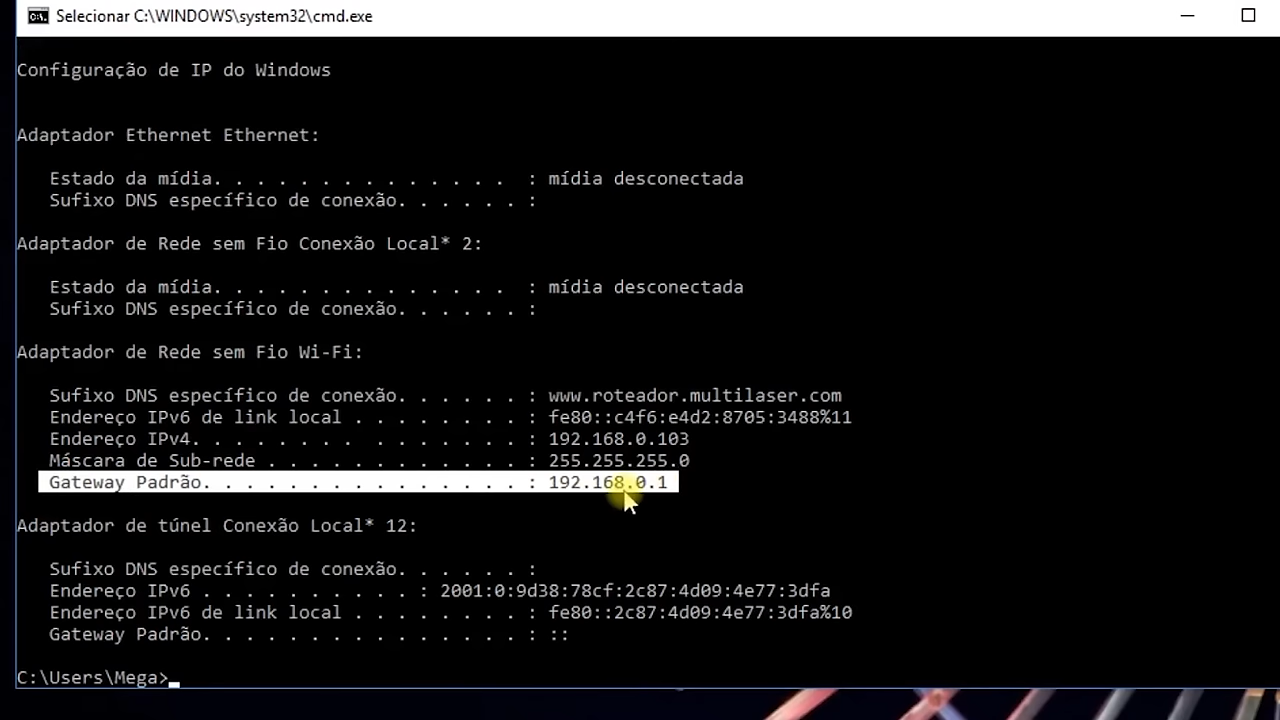 Selecionar C:\WINDOWS\system32\cmd.exe
Configuração de IP do Windows
Adaptador Ethernet Ethernet:
Estado da mídia. . . . . . . . . . . . . . : mídia desconectada
Sufixo DNS específico de conexão. . . . . . :
Adaptador de Rede sem Fio Conexão Local* 2:
Estado da mídia. . . . . . . . . . . . . . : mídia desconectada
Sufixo DNS específico de conexão. . . . . . :
Adaptador de Rede sem Fio Wi-Fi:
Sufixo DNS específico de conexão. . . . . . : www.roteador.multilaser.com
Endereço IPv6 de link local . . . . . . . . : fe80::c4f6:e4d2:8705:3488%11
Endereço IPv4. . . . . . . .  . . . . . . . : 192.168.0.103
Máscara de Sub-rede . . . . . . . . . . . . : 255.255.255.0
Gateway Padrão. . . . . . . . . . . . . . . : 192.168.0.1
Adaptador de túnel Conexão Local* 12:
Sufixo DNS específico de conexão. . . . . . :
Endereço IPv6 . . . . . . . . . . : 2001:0:9d38:78cf:2c87:4d09:4e77:3dfa
Endereço IPv6 de link local . . . . . . . . : fe80::2c87:4d09:4e77:3dfa%10
Gateway Padrão. . . . . . . . . . . . . . . : ::
C:\Users\Mega>